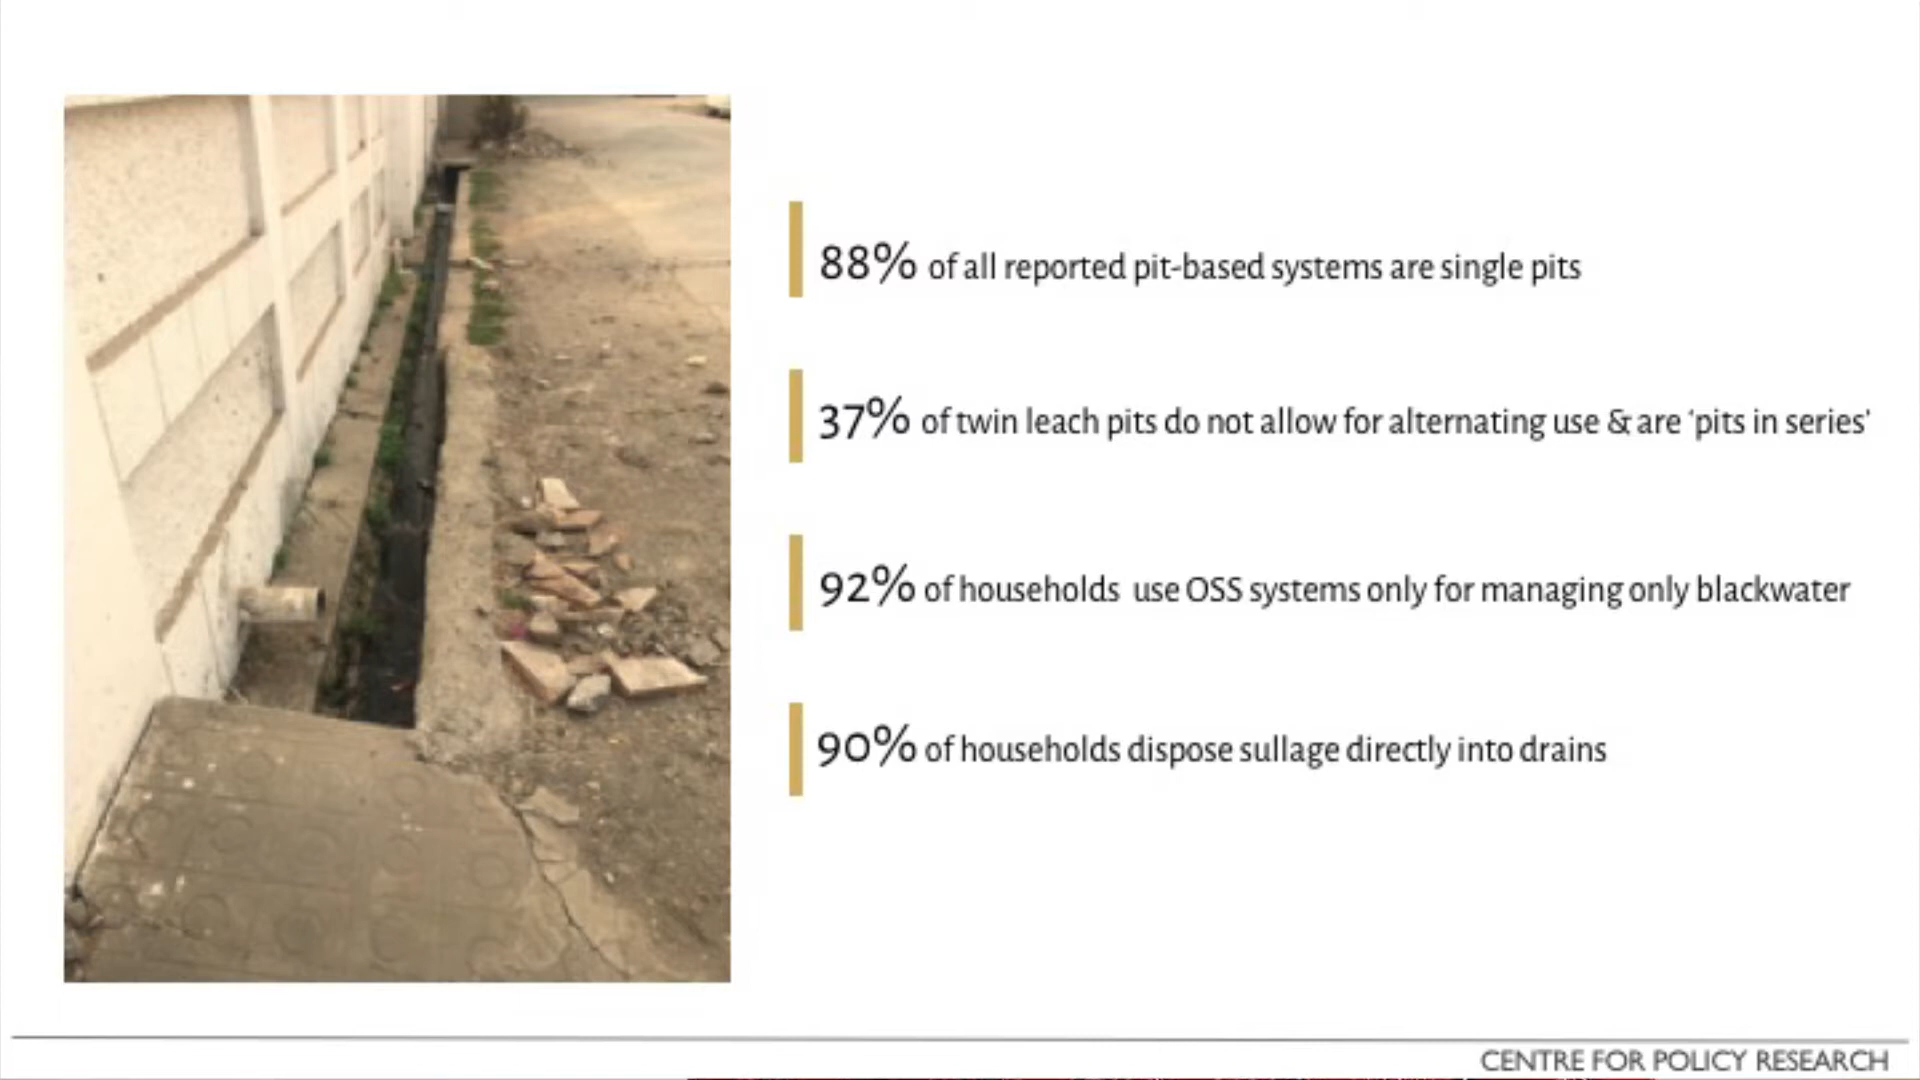 88% of all reported pit-based systems are single pits
37% of twin leach pits do not allow for alternating use & are ‘pits in series’
92% of households use OSS systems only for managing only blackwater
90% of households dispose sullage directly into drains
CENTRE FOR POLICY RESEARCH